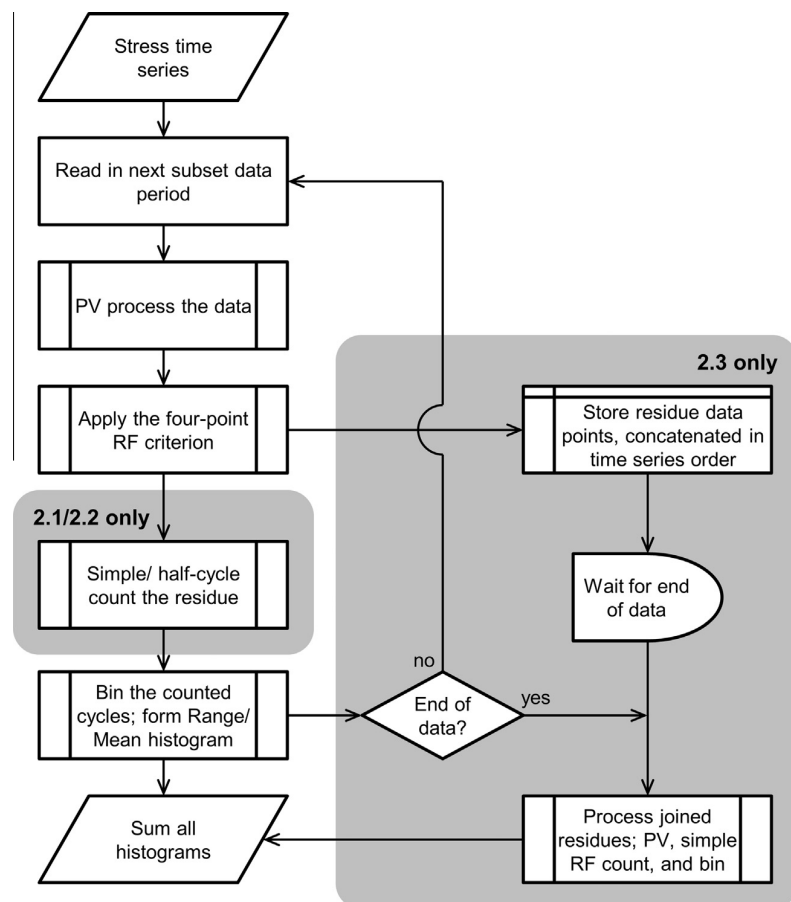 Stress time
series
Read in next subset data
period
PV process the data
2.3 only
Apply the four-point
RF criterion
Store residue data
points, concatenated in
time series order
2.1/2.2 only
Simple/ half-cycle
count the residue
Wait for end
of data
no
Bin the counted
cycles; form Range/
Mean histogram
End of
data?
yes
Sum all
histograms
Process joined
residues; PV, simple
RF count, and bin